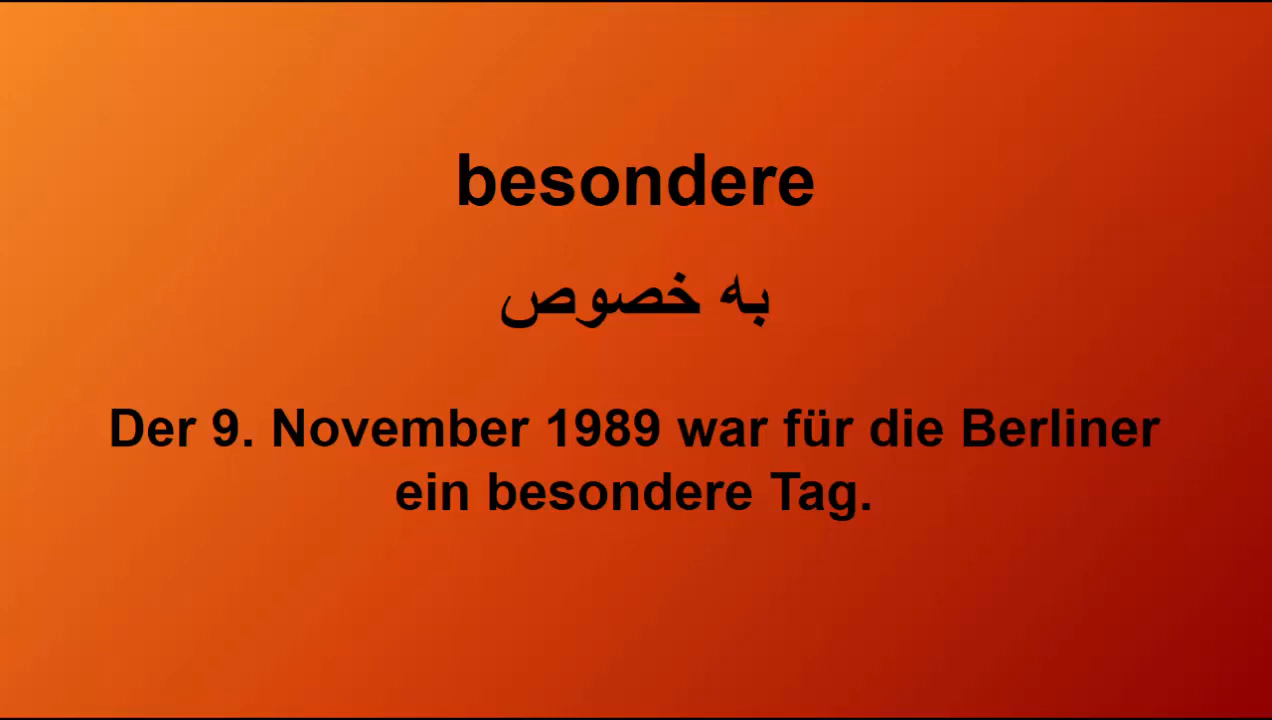 besondere
به خصوص
Der 9. November 1989 war für die Berliner
ein besondere Tag.